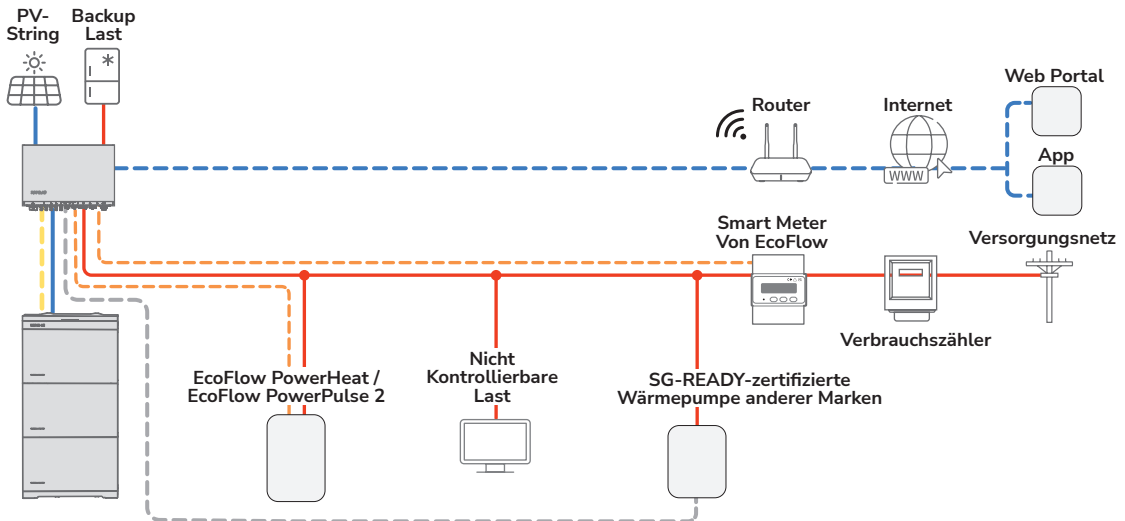 PV-
String
Backup
Last
Router
Internet
WWW
Web Portal
App
Smart Meter
Von EcoFlow
Versorgungsnetz
Verbrauchszähler
EcoFlow PowerHeat /
EcoFlow PowerPulse 2
Nicht
Kontrollierbare
Last
SG-READY-zertifizierte
Wärmepumpe anderer Marken